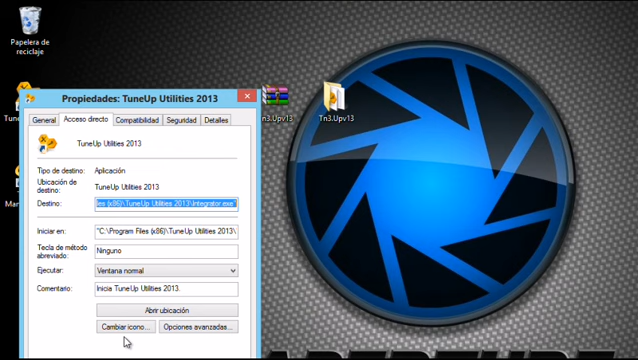 Papelera de
reciclaje
Propiedades: TuneUp Utilities 2013
General
Acceso directo
Compatibilidad
Seguridad
Detalles
Tn3.Upv13
TuneUp Utilities 2013
Tipo de destino: Aplicación
Ubicación de
destino: TuneUp Utilities 2013
Destino: les (x86)\TuneUp Utilities 2013\Integrator.exe"
Iniciar en: "C:\Program Files (x86)\TuneUp Utilities 2013\
Tecla de método
abreviado: Ninguno
Ejecutar: Ventana normal
Comentario: Inicia TuneUp Utilities 2013.
Abrir ubicación
Cambiar icono... Opciones avanzadas...